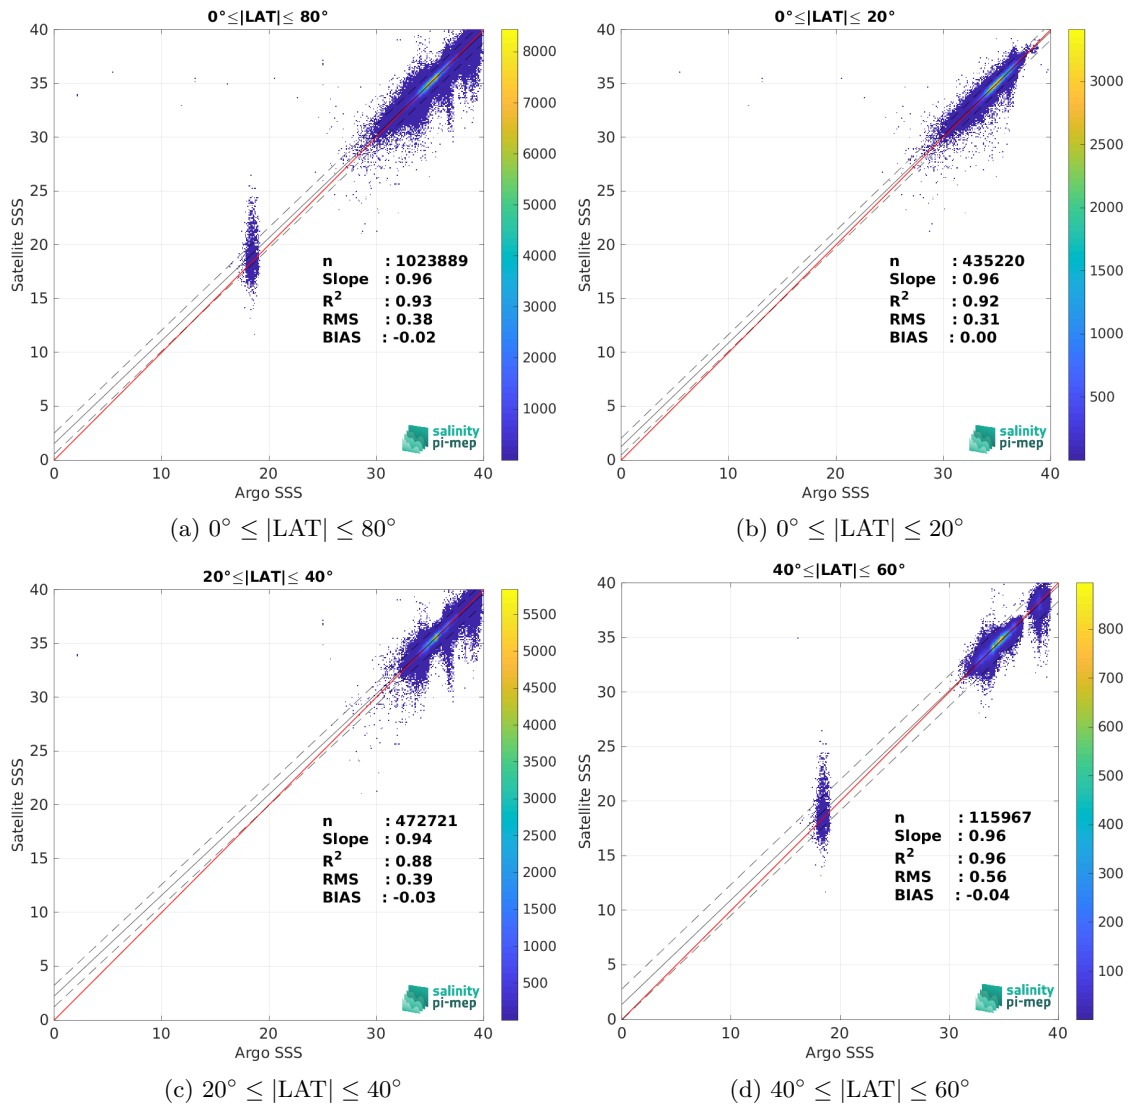 0°≤|LAT|≤ 80°
40
35
30
25
20
15
10
5
0
Satellite SSS
n : 1023889
Slope : 0.96
R² : 0.93
RMS : 0.38
BIAS : -0.02
salinity
pi-mep
0 10 20 30 40
Argo SSS
8000
7000
6000
5000
4000
3000
2000
1000
(a) 0° ≤ |LAT| ≤ 80°
0°≤|LAT|≤ 20°
40
35
30
25
20
15
10
5
0
Satellite SSS
n : 435220
Slope : 0.96
R² : 0.92
RMS : 0.31
BIAS : 0.00
salinity
pi-mep
0 10 20 30 40
Argo SSS
3000
2500
2000
1500
1000
500
(b) 0° ≤ |LAT| ≤ 20°
20°≤|LAT|≤ 40°
40
35
30
25
20
15
10
5
0
Satellite SSS
n : 472721
Slope : 0.94
R² : 0.88
RMS : 0.39
BIAS : -0.03
salinity
pi-mep
0 10 20 30 40
Argo SSS
5500
5000
4500
4000
3500
3000
2500
2000
1500
1000
500
(c) 20° ≤ |LAT| ≤ 40°
40°≤|LAT|≤ 60°
40
35
30
25
20
15
10
5
0
Satellite SSS
n : 115967
Slope : 0.96
R² : 0.96
RMS : 0.56
BIAS : -0.04
salinity
pi-mep
0 10 20 30 40
Argo SSS
800
700
600
500
400
300
200
100
(d) 40° ≤ |LAT| ≤ 60°